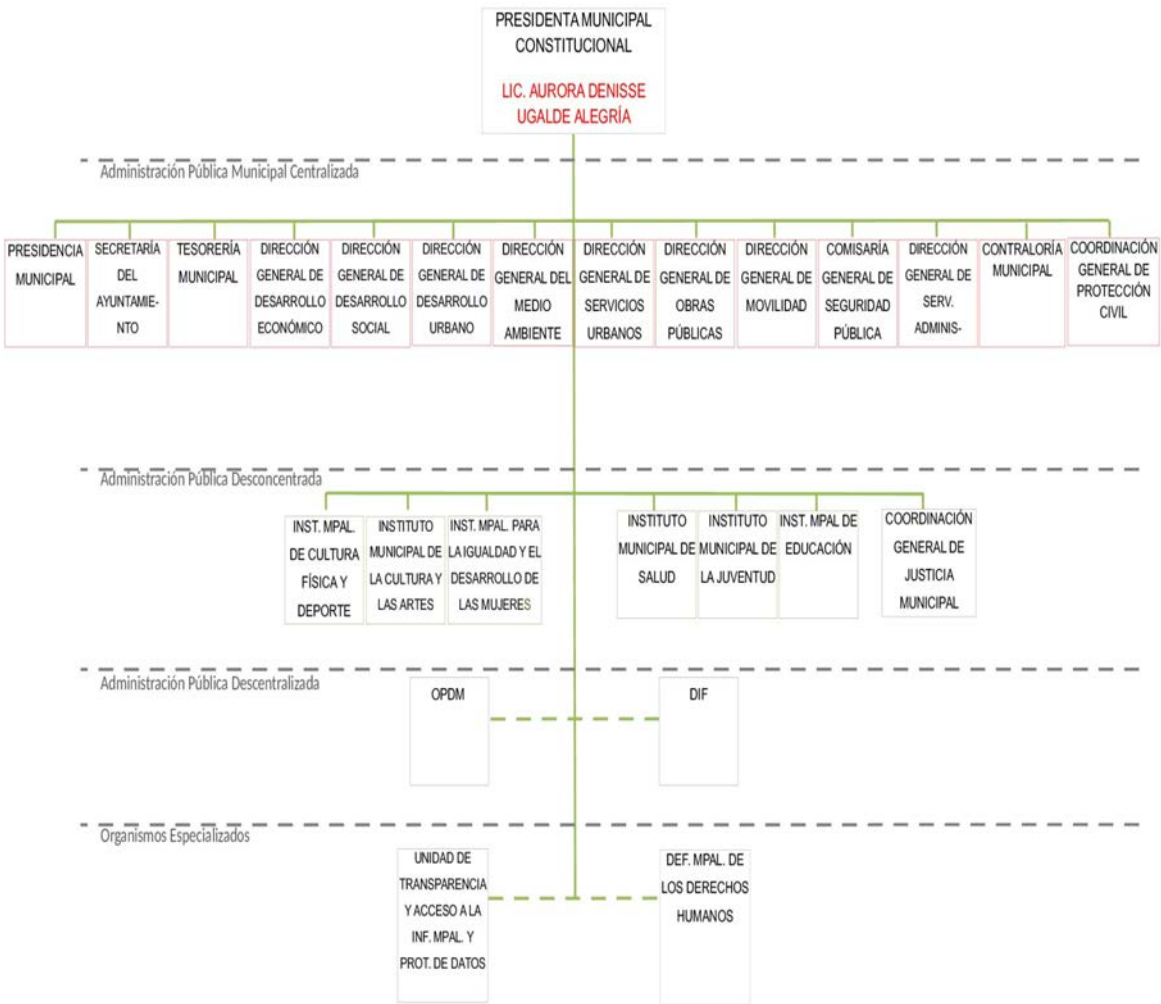 PRESIDENTA MUNICIPAL
CONSTITUCIONAL
LIC. AURORA DENISSE
UGALDE ALEGRÍA
Administración Pública Municipal Centralizada
PRESIDENCIA
MUNICIPAL
SECRETARÍA
DEL
AYUNTAMIE-
NTO
TESORERÍA
MUNICIPAL
DIRECCIÓN
GENERAL DE
DESARROLLO
ECONÓMICO
DIRECCIÓN
GENERAL DE
DESARROLLO
SOCIAL
DIRECCIÓN
GENERAL DE
DESARROLLO
URBANO
DIRECCIÓN
GENERAL DEL
MEDIO
AMBIENTE
DIRECCIÓN
GENERAL DE
SERVICIOS
URBANOS
DIRECCIÓN
GENERAL DE
OBRAS
PÚBLICAS
DIRECCIÓN
GENERAL DE
MOVILIDAD
COMISARÍA
GENERAL DE
SEGURIDAD
PÚBLICA
DIRECCIÓN
GENERAL DE
SERV.
ADMINIS-
CONTRALORÍA
MUNICIPAL
COORDINACIÓN
GENERAL DE
PROTECCIÓN
CIVIL
Administración Pública Desconcentrada
INST. MPAL.
DE CULTURA
FÍSICA Y
DEPORTE
INSTITUTO
MUNICIPAL DE
LA CULTURA Y
LAS ARTES
INST. MPAL. PARA
LA IGUALDAD Y EL
DESARROLLO DE
LAS MUJERES
INSTITUTO
MUNICIPAL DE
SALUD
INSTITUTO
MUNICIPAL DE
LA JUVENTUD
INST. MPAL DE
EDUCACIÓN
COORDINACIÓN
GENERAL DE
JUSTICIA
MUNICIPAL
Administración Pública Descentralizada
OPDM
DIF
Organismos Especializados
UNIDAD DE
TRANSPARENCIA
Y ACCESO A LA
INF. MPAL. Y
PROT. DE DATOS
DEF. MPAL. DE
LOS DERECHOS
HUMANOS